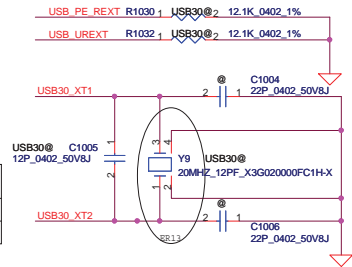 USB_PE_REXT R1030 1 USB30@ 2 12.1K_0402_1%
USB_UREXT R1032 1 USB30@ 2 12.1K_0402_1%
USB30_XT1 2 @ 1 C1004
22P_0402_50V8J
USB30@ C1005 1
12P_0402_50V8J 2
3 4
Y9 USB30@
20MHZ_12PF_X3G020000FC1H-X
1 2
USB30_XT2 2 @ 1
C1006
22P_0402_50V8J
ER13